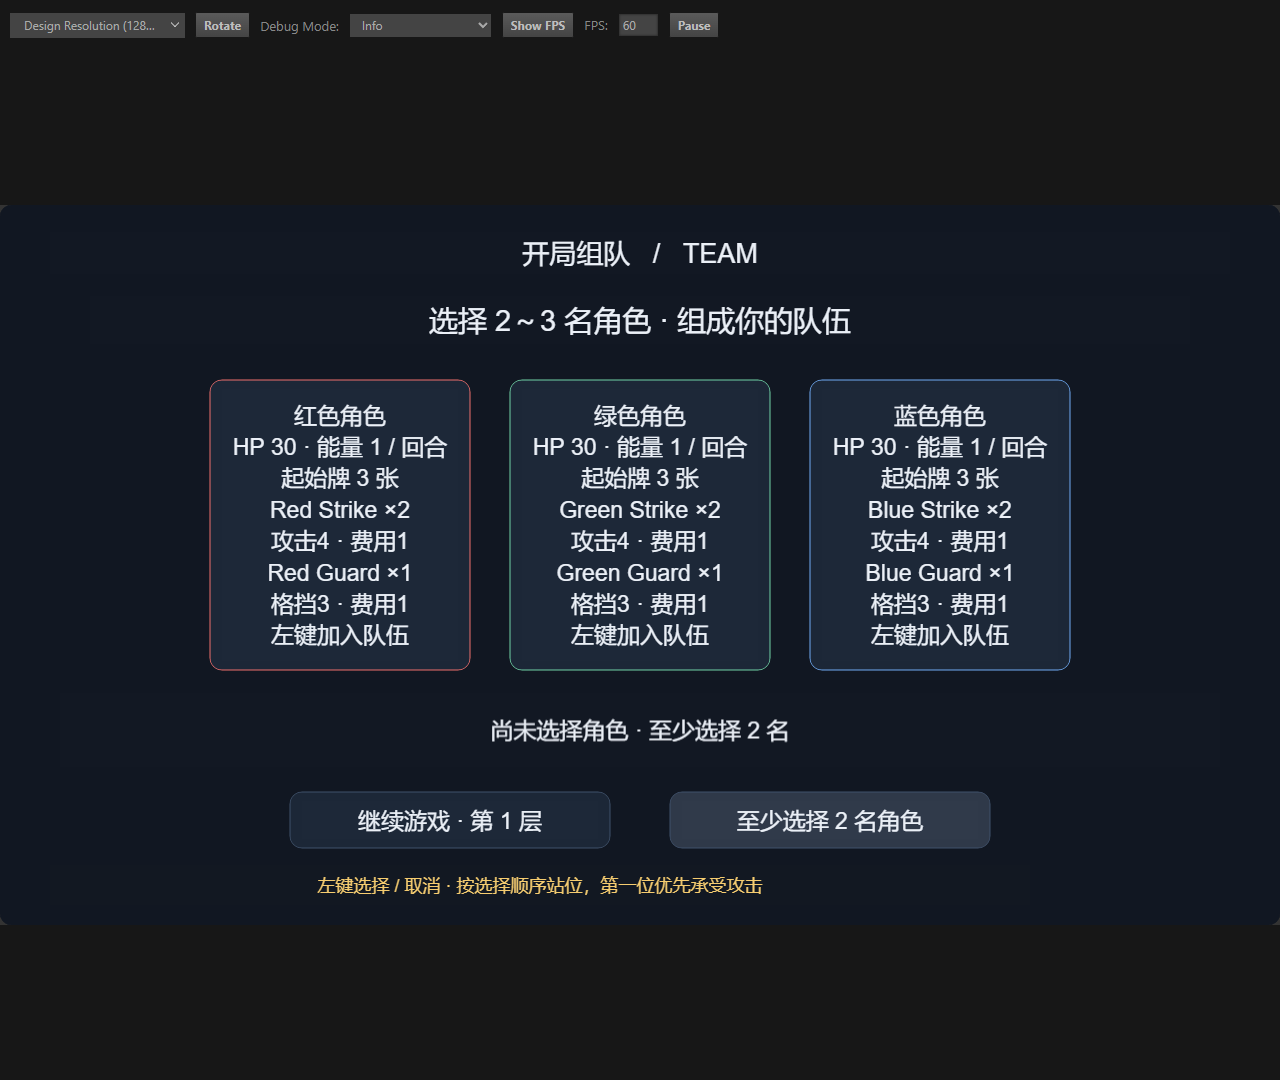 Design Resolution (128... Rotate Debug Mode: Info Show FPS FPS: 60 Pause
开局组队 / TEAM
选择 2～3 名角色 · 组成你的队伍
红色角色
HP 30 · 能量 1 / 回合
起始牌 3 张
Red Strike ×2
攻击4 · 费用1
Red Guard ×1
格挡3 · 费用1
左键加入队伍
绿色角色
HP 30 · 能量 1 / 回合
起始牌 3 张
Green Strike ×2
攻击4 · 费用1
Green Guard ×1
格挡3 · 费用1
左键加入队伍
蓝色角色
HP 30 · 能量 1 / 回合
起始牌 3 张
Blue Strike ×2
攻击4 · 费用1
Blue Guard ×1
格挡3 · 费用1
左键加入队伍
尚未选择角色 · 至少选择 2 名
继续游戏 · 第 1 层
至少选择 2 名角色
左键选择 / 取消 · 按选择顺序站位，第一位优先承受攻击